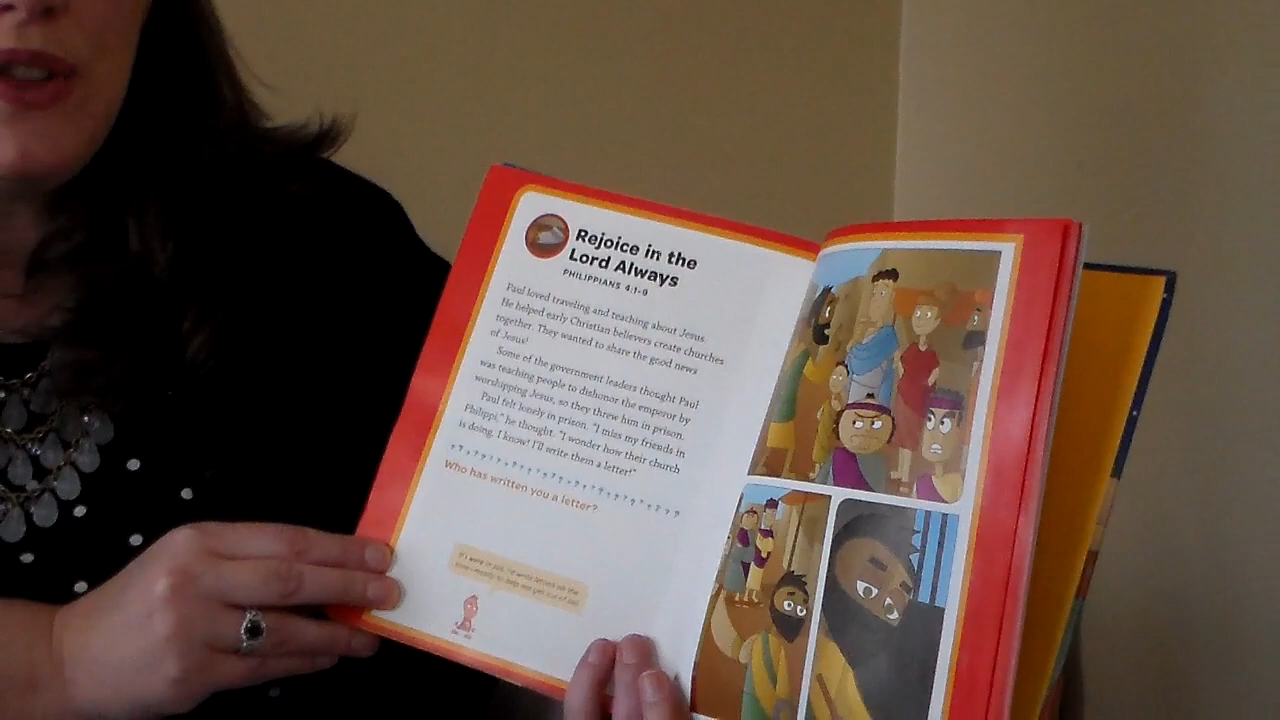 Rejoice in the
Lord Always
PHILIPPIANS 4:1-9
Paul loved traveling and teaching about Jesus.
He helped early Christian believers create churches
together. They wanted to share the good news
of Jesus!
Some of the government leaders thought Paul
was teaching people to dishonor the emperor by
worshipping Jesus, so they threw him in prison.
Paul felt lonely in prison. "I miss my friends in
Philippi," he thought. "I wonder how their church
is doing. I know! I'll write them a letter!"
Who has written you a letter?